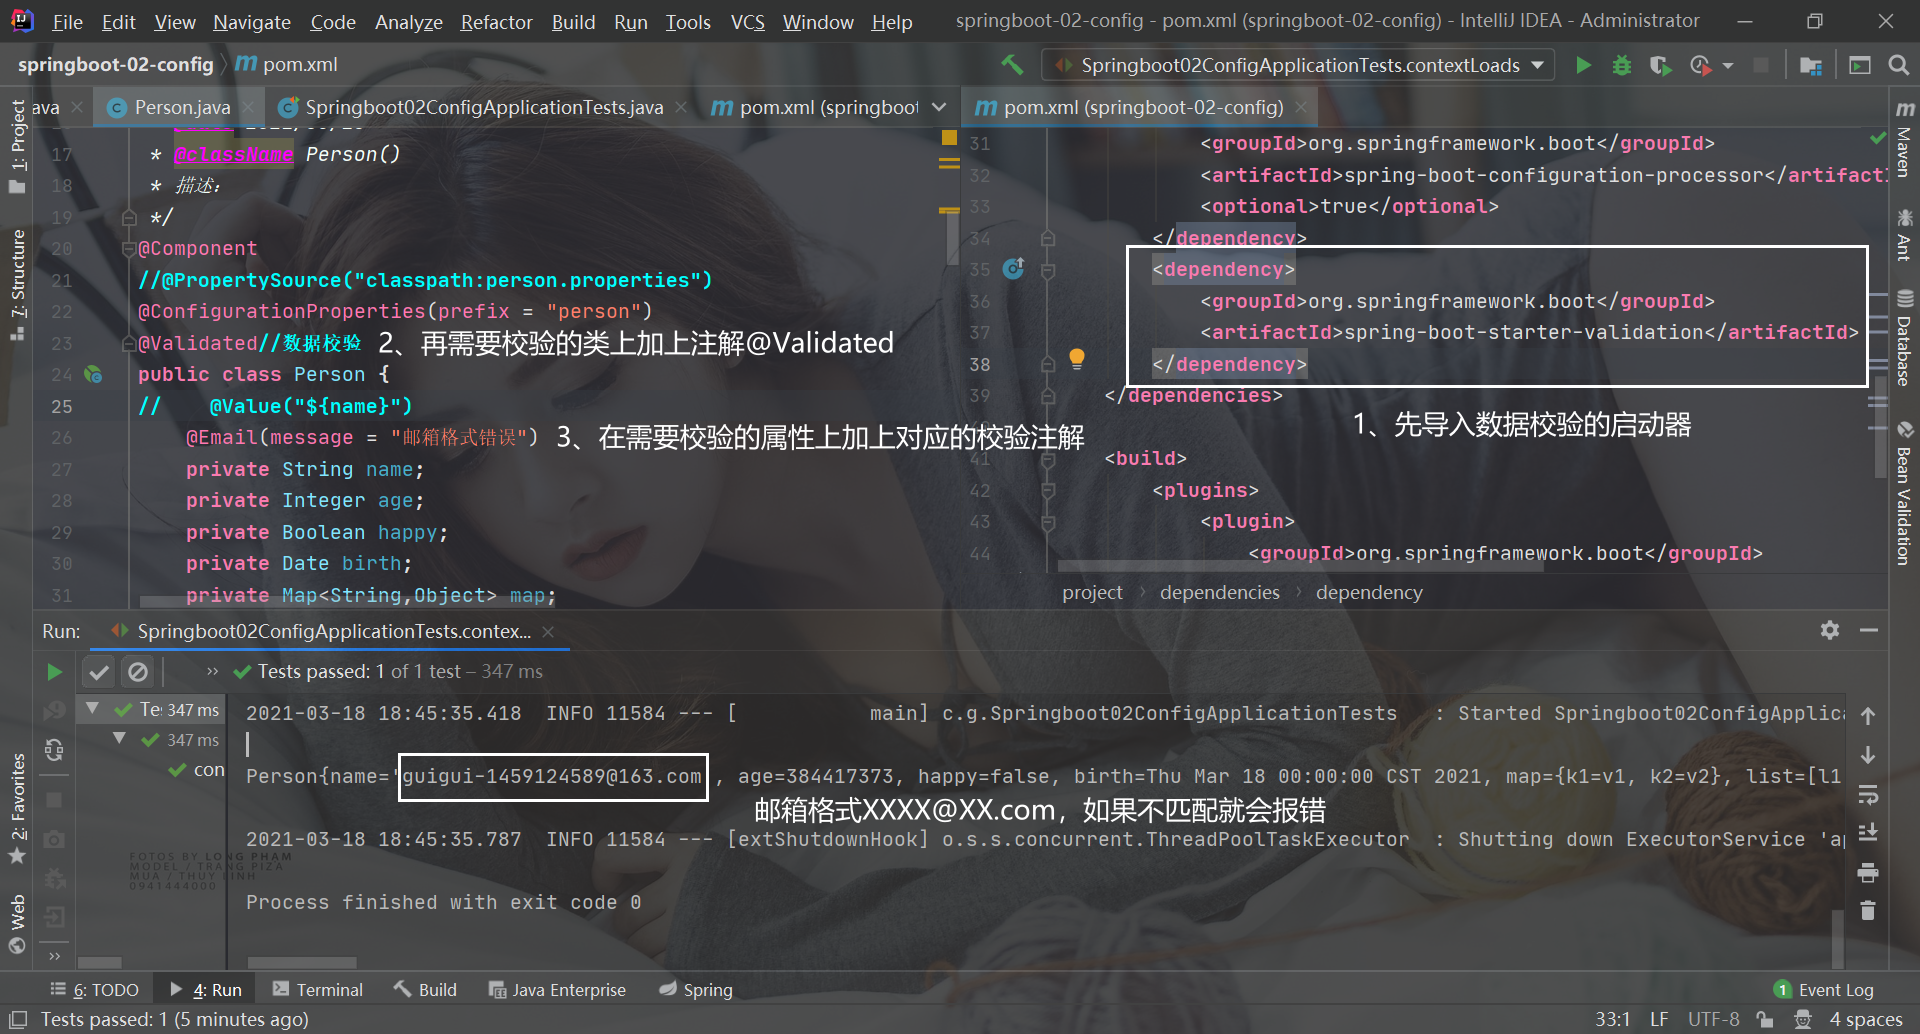 File Edit View Navigate Code Analyze Refactor Build Run Tools VCS Window Help springboot-02-config - pom.xml (springboot-02-config) - IntelliJ IDEA - Administrator
springboot-02-config m pom.xml Springboot02ConfigApplicationTests.contextLoads
ava Person.java Springboot02ConfigApplicationTests.java m pom.xml (springboot m pom.xml (springboot-02-config)
1: Project
7: Structure
2: Favorites
Web
17 * @className Person()
18 * 描述:
19 */
20 @Component
21 //@PropertySource("classpath:person.properties")
22 @ConfigurationProperties(prefix = "person")
23 @Validated//数据校验 2、再需要校验的类上加上注解@Validated
24 public class Person {
25 // @Value("${name}")
26 @Email(message = "邮箱格式错误") 3、在需要校验的属性上加上对应的校验注解
27 private String name;
28 private Integer age;
29 private Boolean happy;
30 private Date birth;
31 private Map<String,Object> map;
31 <groupId>org.springframework.boot</groupId>
32 <artifactId>spring-boot-configuration-processor</artifactI
33 <optional>true</optional>
34 </dependency>
35 <dependency>
36 <groupId>org.springframework.boot</groupId>
37 <artifactId>spring-boot-starter-validation</artifactId>
38 </dependency>
39 </dependencies>
1、先导入数据校验的启动器
41 <build>
42 <plugins>
43 <plugin>
44 <groupId>org.springframework.boot</groupId>
project › dependencies › dependency
m Maven
Ant
Database
Bean Validation
Run: Springboot02ConfigApplicationTests.contex...
» Tests passed: 1 of 1 test – 347 ms
Te: 347 ms
347 ms
con
2021-03-18 18:45:35.418 INFO 11584 --- [ main] c.g.Springboot02ConfigApplicationTests : Started Springboot02ConfigApplica
Person{name='guigui-1459124589@163.com', age=384417373, happy=false, birth=Thu Mar 18 00:00:00 CST 2021, map={k1=v1, k2=v2}, list=[l1
邮箱格式XXXX@XX.com，如果不匹配就会报错
2021-03-18 18:45:35.787 INFO 11584 --- [extShutdownHook] o.s.s.concurrent.ThreadPoolTaskExecutor : Shutting down ExecutorService 'ap
FOTOS BY LONG PHAM
MODEL / TRANG PIZA
MUA / THUY LINH
0941444000
Process finished with exit code 0
»
6: TODO 4: Run Terminal Build Java Enterprise Spring 1 Event Log
Tests passed: 1 (5 minutes ago) 33:1 LF UTF-8 4 spaces